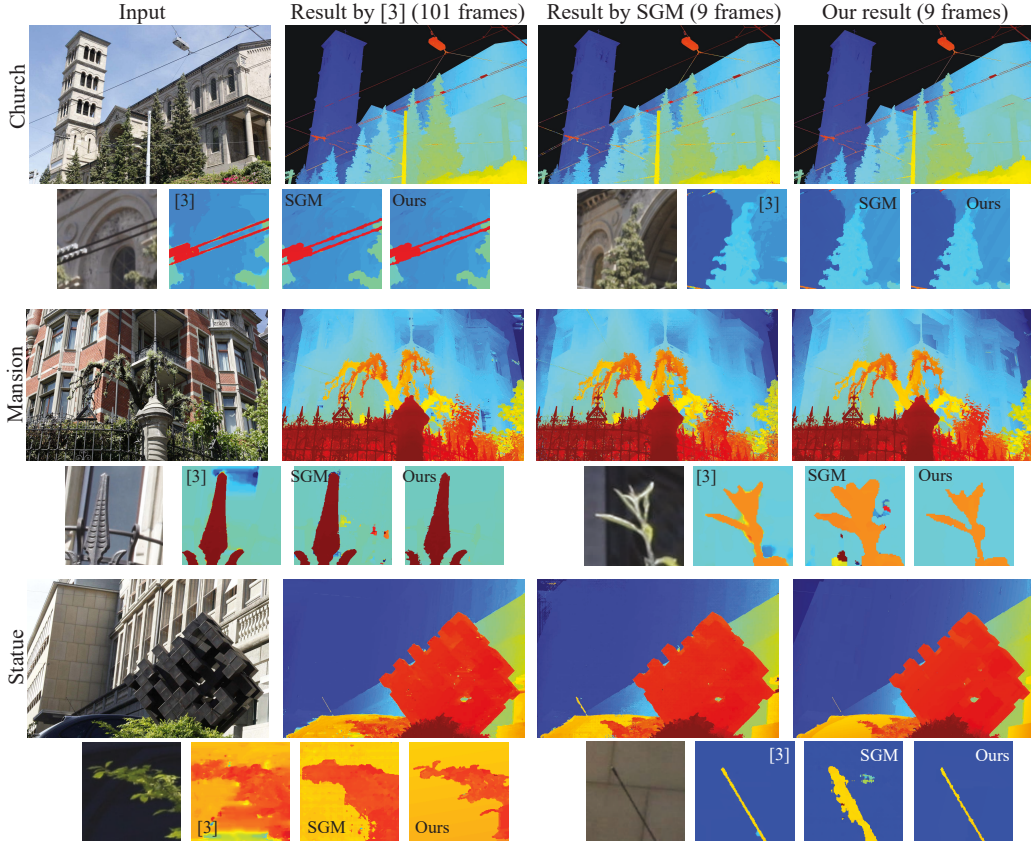 Input Result by [3] (101 frames) Result by SGM (9 frames) Our result (9 frames)
Church
[3] SGM Ours [3] SGM Ours
Mansion
[3] SGM Ours [3] SGM Ours
Statue
[3] SGM Ours [3] SGM Ours